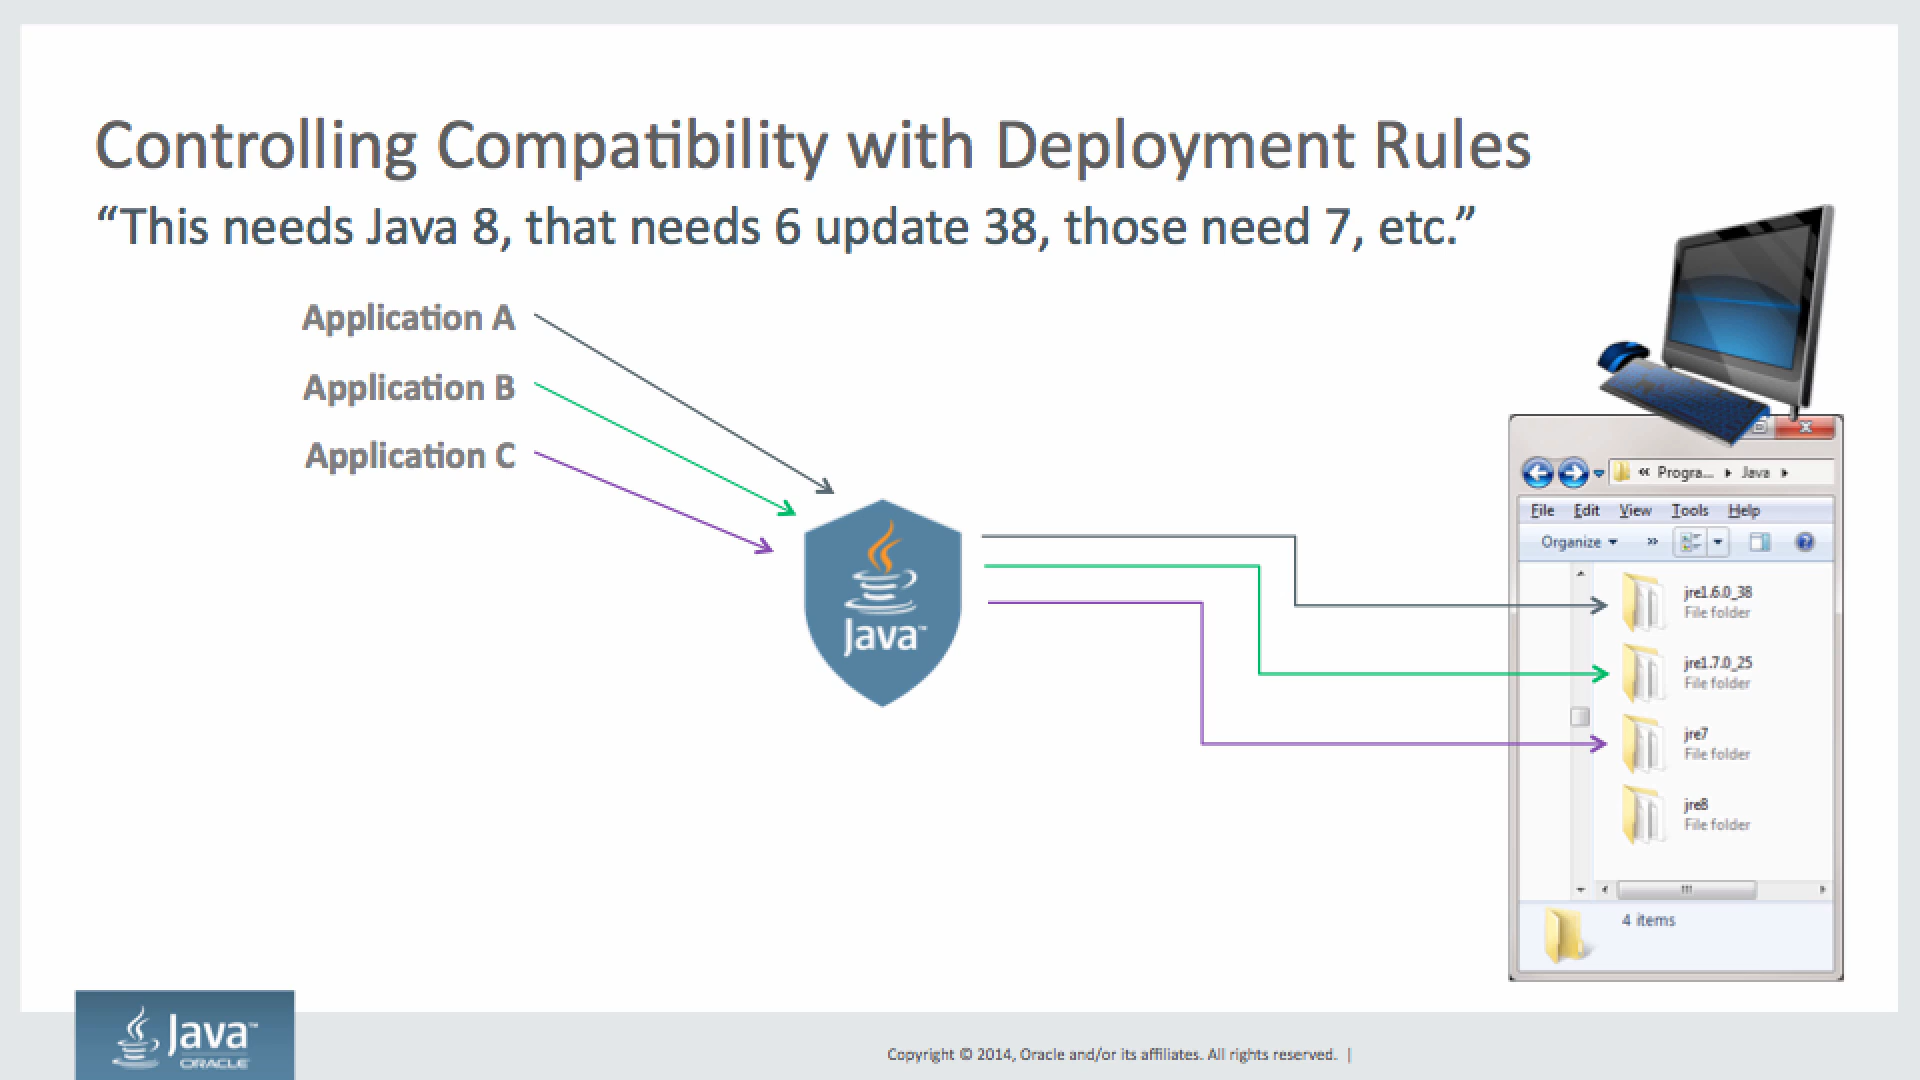 Controlling Compatibility with Deployment Rules
“This needs Java 8, that needs 6 update 38, those need 7, etc.”
Application A
Application B
Application C
Java™
« Progra... ▸ Java ▸
File Edit View Tools Help
Organize ▾ »
jre1.6.0_38
File folder
jre1.7.0_25
File folder
jre7
File folder
jre8
File folder
4 items
Java™
ORACLE
Copyright © 2014, Oracle and/or its affiliates. All rights reserved. |